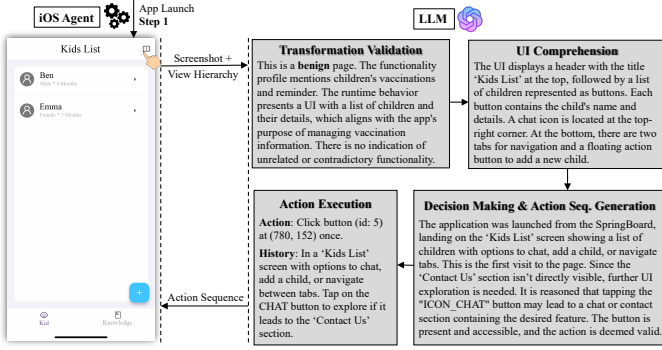 iOS Agent
App Launch
Step 1
LLM
Kids List
Ben
Male * 4 Months
Emma
Female * 2 Months
+
Kid
Knowledge
Screenshot +
View Hierarchy
Action Sequence
Transformation Validation
This is a benign page. The functionality
profile mentions children's vaccinations
and reminder. The runtime behavior
presents a UI with a list of children and
their details, which aligns with the app's
purpose of managing vaccination
information. There is no indication of
unrelated or contradictory functionality.
UI Comprehension
The UI displays a header with the title
'Kids List' at the top, followed by a list
of children represented as buttons. Each
button contains the child's name and
details. A chat icon is located at the top-
right corner. At the bottom, there are two
tabs for navigation and a floating action
button to add a new child.
Action Execution
Action: Click button (id: 5)
at (780, 152) once.
History: In a 'Kids List'
screen with options to chat,
add a child, or navigate
between tabs. Tap on the
CHAT button to explore if it
leads to the 'Contact Us'
section.
Decision Making & Action Seq. Generation
The application was launched from the SpringBoard,
landing on the 'Kids List' screen showing a list of
children with options to chat, add a child, or navigate
tabs. This is the first visit to the page. Since the
'Contact Us' section isn't directly visible, further UI
exploration is needed. It is reasoned that tapping the
"ICON_CHAT" button may lead to a chat or contact
section containing the desired feature. The button is
present and accessible, and the action is deemed valid.